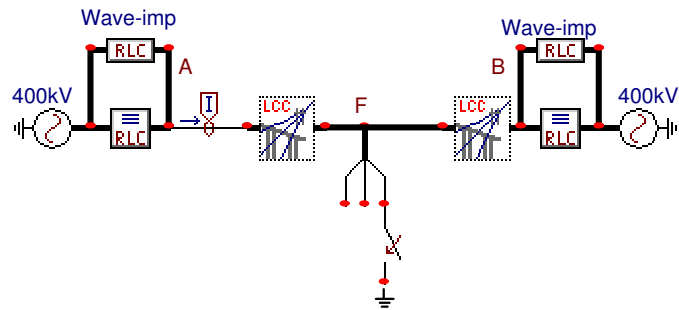 Wave-imp
RLC
A
400kV
RLC
I
LCC
F
Wave-imp
RLC
B
LCC
RLC
400kV